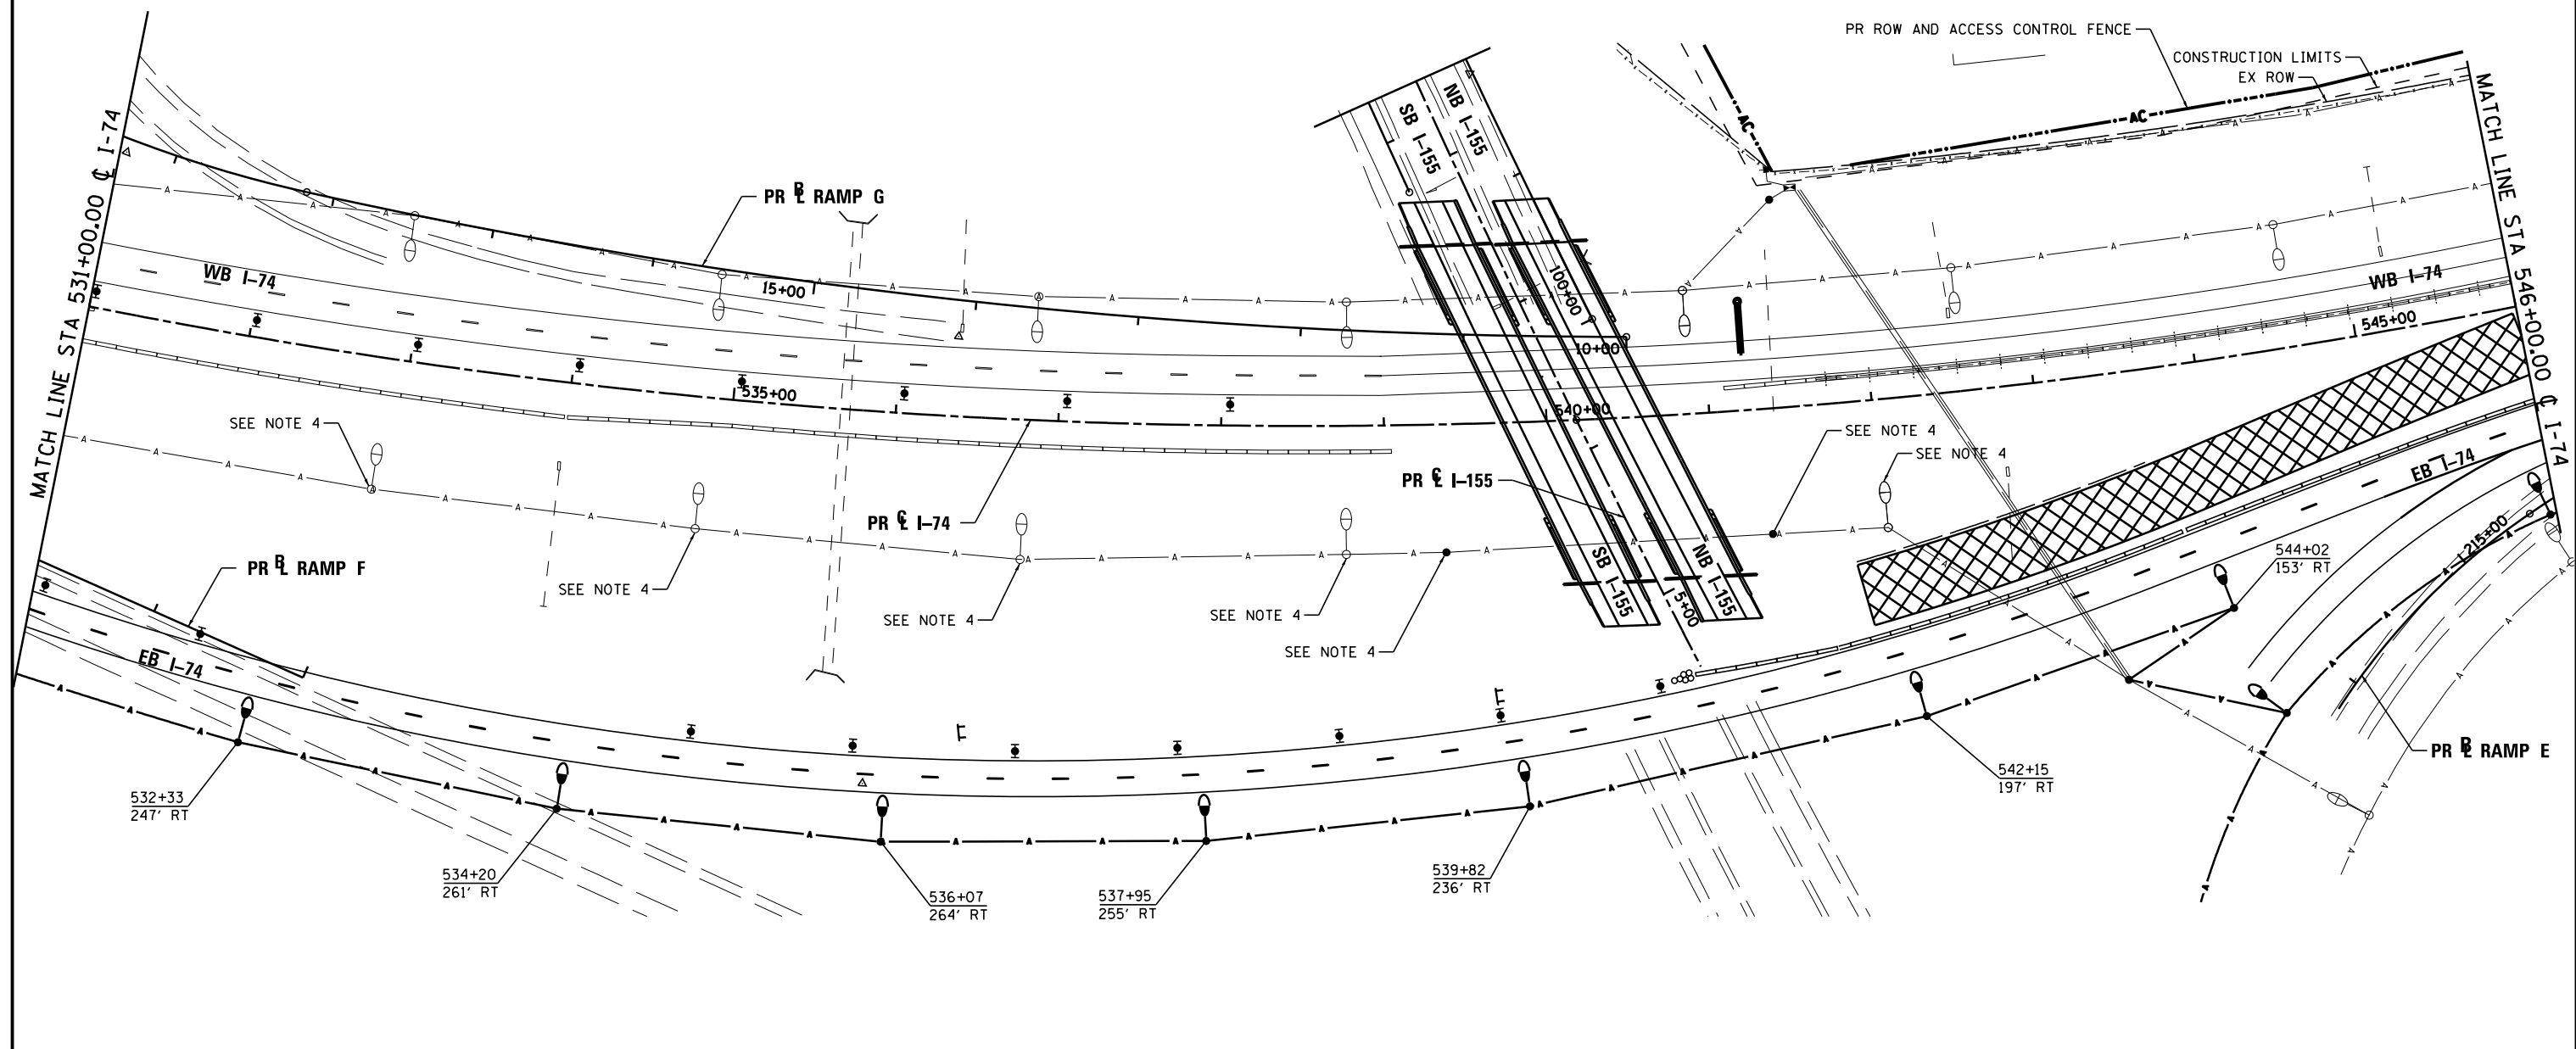 PR ROW AND ACCESS CONTROL FENCE
CONSTRUCTION LIMITS
EX ROW
AC
AC
MATCH LINE STA 531+00.00 ℄ I-74
MATCH LINE STA 546+00.00 ℄ I-74
SB I-155
NB I-155
PR BL RAMP G
WB I-74
15+00
100+00
10+00
WB I-74
545+00
535+00
540+00
SEE NOTE 4
SEE NOTE 4
SEE NOTE 4
PR ℄ I-155
EB I-74
PR ℄ I-74
215+00
544+02
153' RT
PR BL RAMP F
SEE NOTE 4
SEE NOTE 4
SEE NOTE 4
SEE NOTE 4
SB I-155
NB I-155
5+00
EB I-74
PR BL RAMP E
532+33
247' RT
542+15
197' RT
534+20
261' RT
536+07
264' RT
537+95
255' RT
539+82
236' RT